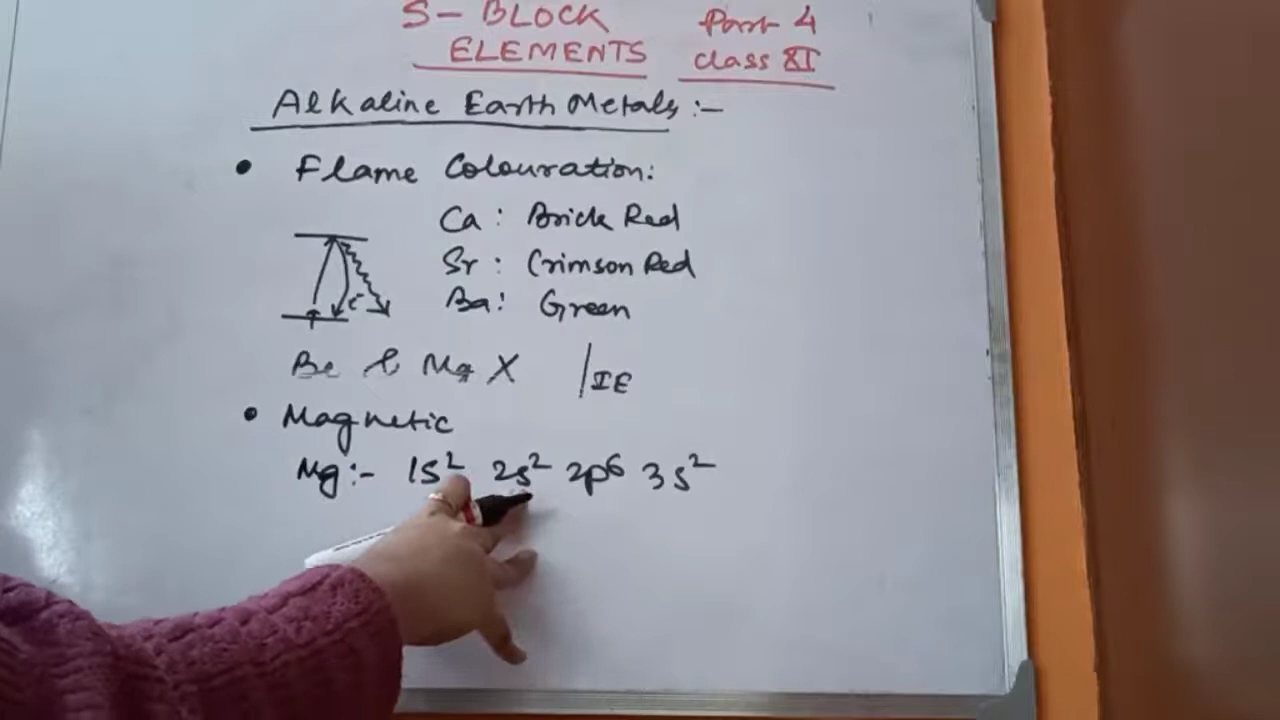 S- BLOCK Part 4
ELEMENTS class XI
Alkaline Earth Metals :-
• Flame Colouration:
Ca : Brick Red
Sr : Crimson Red
e⁻ Ba: Green
Be & Mg X /IE
• Magnetic
Mg:- 1s² 2s² 2p⁶ 3s²